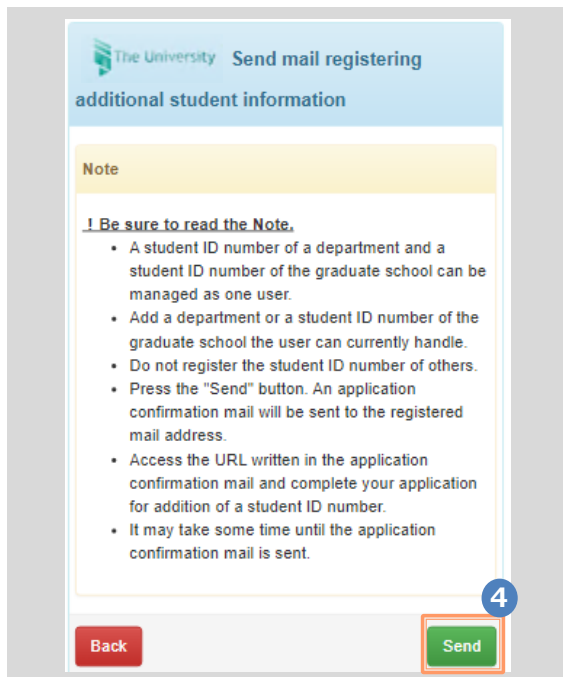 The University Send mail registering
additional student information
Note
! Be sure to read the Note.
• A student ID number of a department and a
student ID number of the graduate school can be
managed as one user.
• Add a department or a student ID number of the
graduate school the user can currently handle.
• Do not register the student ID number of others.
• Press the "Send" button. An application
confirmation mail will be sent to the registered
mail address.
• Access the URL written in the application
confirmation mail and complete your application
for addition of a student ID number.
• It may take some time until the application
confirmation mail is sent.
4
Back Send